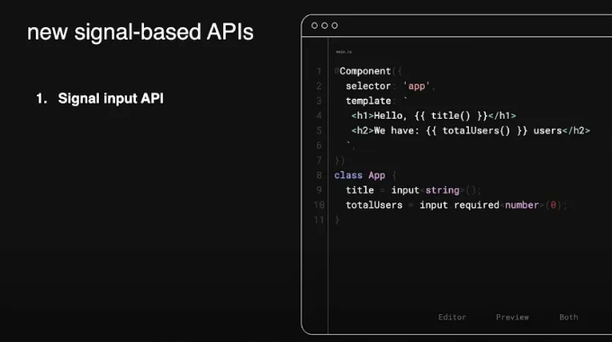 new signal-based APIs
1. Signal input API
main.ts
1 @Component({
2 selector: 'app',
3 template: `
4 <h1>Hello, {{ title() }}</h1>
5 <h2>We have: {{ totalUsers() }} users</h2>
6 `,
7 })
8 class App {
9 title = input<string>();
10 totalUsers = input.required<number>(0);
11 }
Editor Preview Both